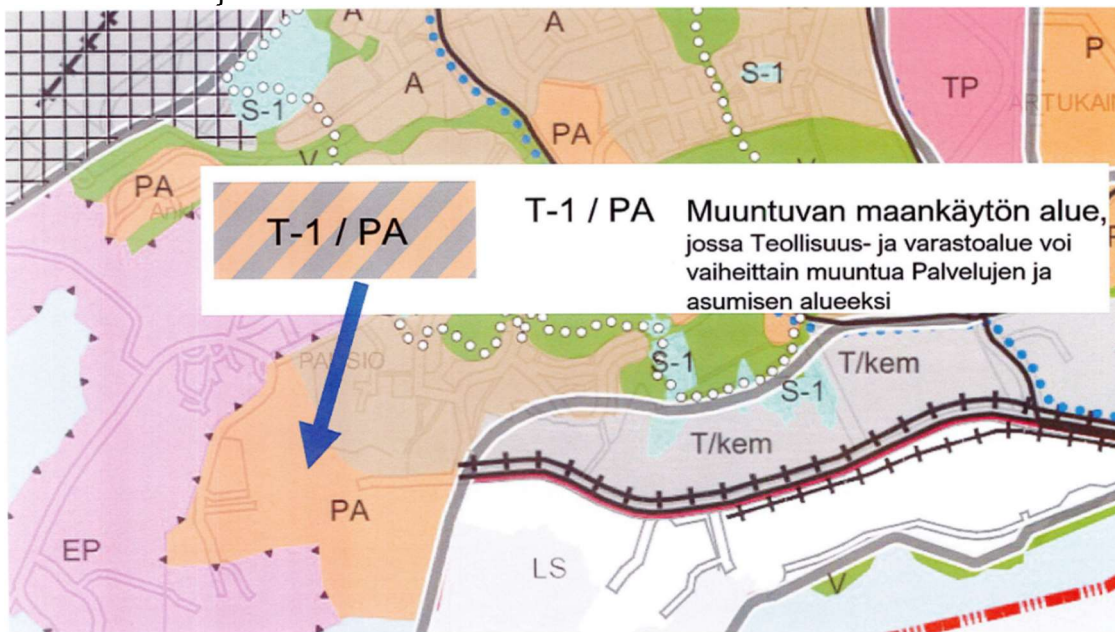 A
A
S-1
A
S-1
TP
P
ARTUKAI
PA
V
PA
T-1 / PA
T-1 / PA Muuntuvan maankäytön alue,
jossa Teollisuus- ja varastoalue voi
vaiheittain muuntua Palvelujen ja
asumisen alueeksi
PANSIO
S-1
S-1
T/kem
T/kem
PA
EP
LS
V